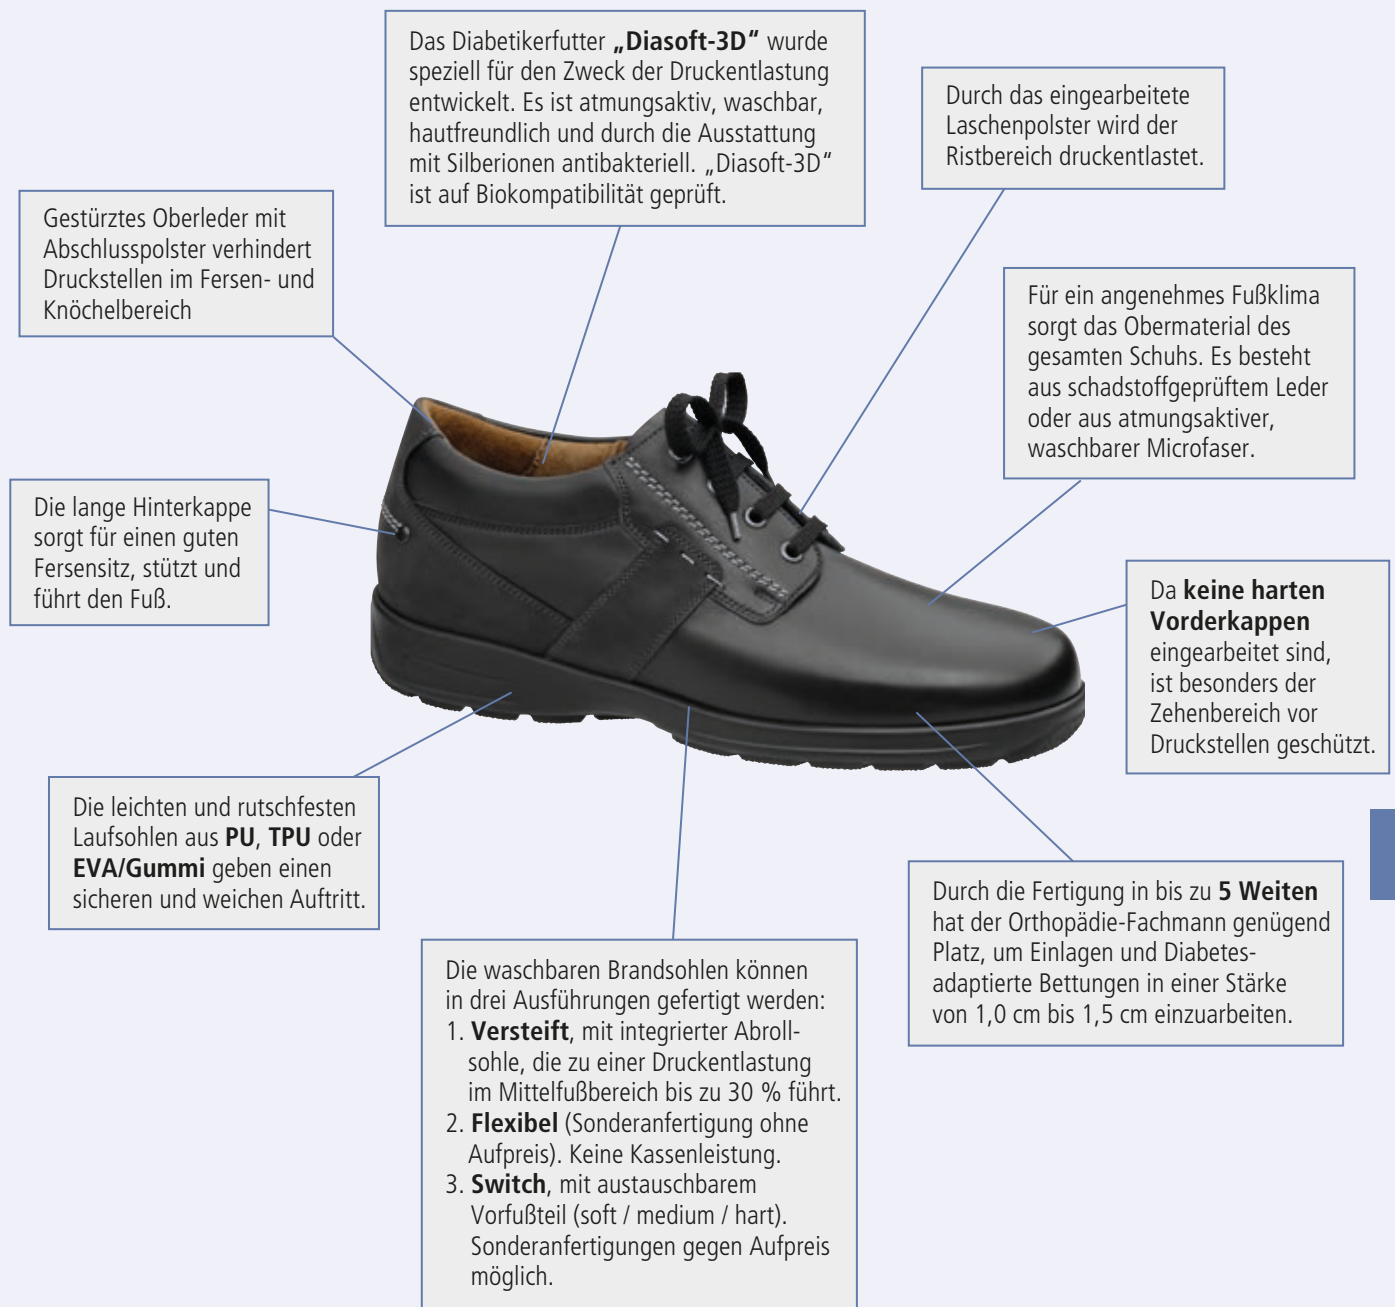 Das Diabetikerfutter „Diasoft-3D“ wurde
speziell für den Zweck der Druckentlastung
entwickelt. Es ist atmungsaktiv, waschbar,
hautfreundlich und durch die Ausstattung
mit Silberionen antibakteriell. „Diasoft-3D“
ist auf Biokompatibilität geprüft.
Durch das eingearbeitete
Laschenpolster wird der
Ristbereich druckentlastet.
Gestürztes Oberleder mit
Abschlusspolster verhindert
Druckstellen im Fersen- und
Knöchelbereich
Für ein angenehmes Fußklima
sorgt das Obermaterial des
gesamten Schuhs. Es besteht
aus schadstoffgeprüftem Leder
oder aus atmungsaktiver,
waschbarer Microfaser.
Die lange Hinterkappe
sorgt für einen guten
Fersensitz, stützt und
führt den Fuß.
Da keine harten
Vorderkappen
eingearbeitet sind,
ist besonders der
Zehenbereich vor
Druckstellen geschützt.
Die leichten und rutschfesten
Laufsohlen aus PU, TPU oder
EVA/Gummi geben einen
sicheren und weichen Auftritt.
Durch die Fertigung in bis zu 5 Weiten
hat der Orthopädie-Fachmann genügend
Platz, um Einlagen und Diabetes-
adaptierte Bettungen in einer Stärke
von 1,0 cm bis 1,5 cm einzuarbeiten.
Die waschbaren Brandsohlen können
in drei Ausführungen gefertigt werden:
1. Versteift, mit integrierter Abroll-
sohle, die zu einer Druckentlastung
im Mittelfußbereich bis zu 30 % führt.
2. Flexibel (Sonderanfertigung ohne
Aufpreis). Keine Kassenleistung.
3. Switch, mit austauschbarem
Vorfußteil (soft / medium / hart).
Sonderanfertigungen gegen Aufpreis
möglich.